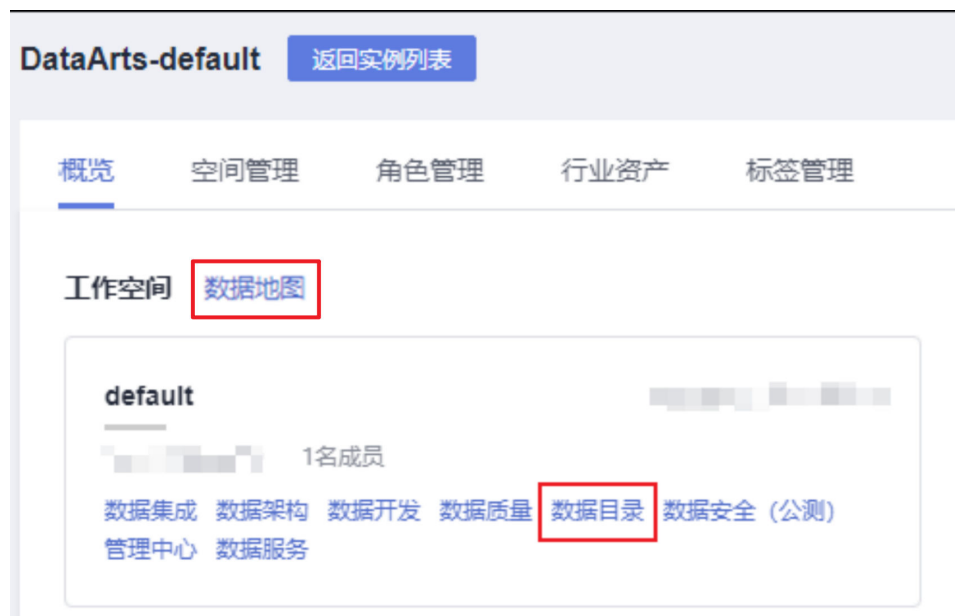 DataArts-default 返回实例列表
概览 空间管理 角色管理 行业资产 标签管理
工作空间 数据地图
default
1名成员
数据集成 数据架构 数据开发 数据质量 数据目录 数据安全（公测）
管理中心 数据服务